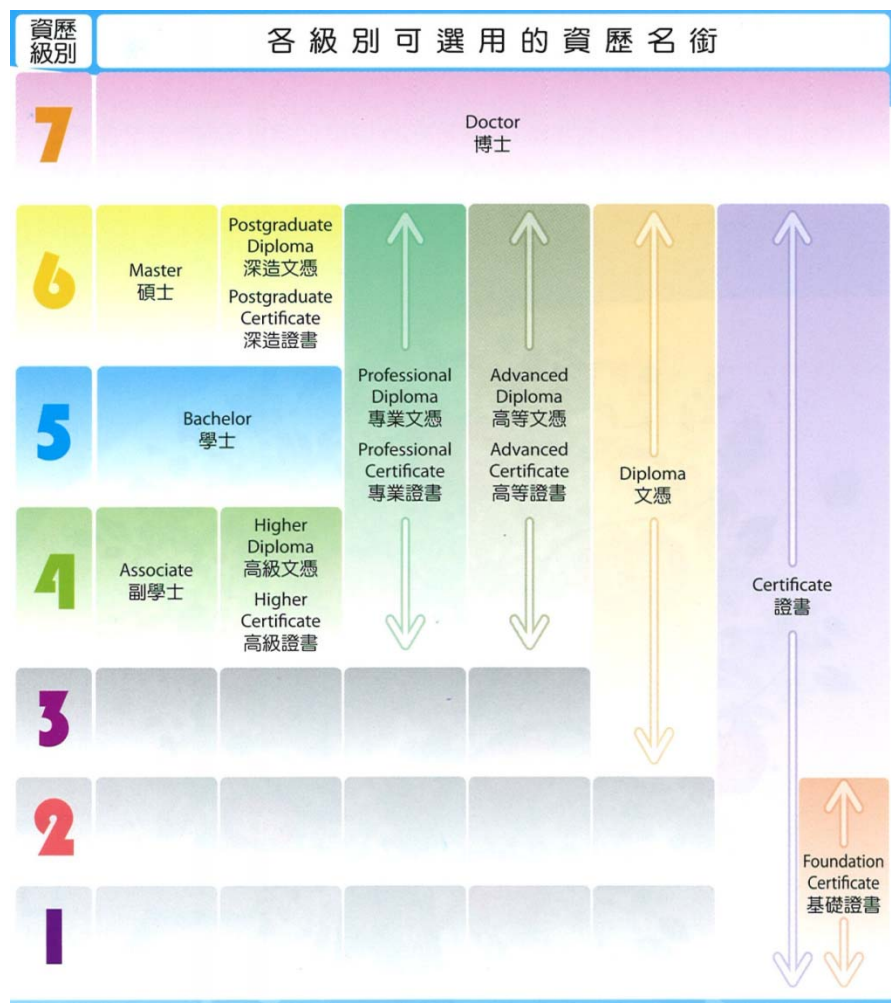 資歷
級別
各級別可選用的資歷名銜
7
Doctor
博士
6
Master
碩士
Postgraduate
Diploma
深造文憑
Postgraduate
Certificate
深造證書
Professional
Diploma
專業文憑
Professional
Certificate
專業證書
Advanced
Diploma
高等文憑
Advanced
Certificate
高等證書
Diploma
文憑
Certificate
證書
5
Bachelor
學士
4
Associate
副學士
Higher
Diploma
高級文憑
Higher
Certificate
高級證書
3
2
Foundation
Certificate
基礎證書
1